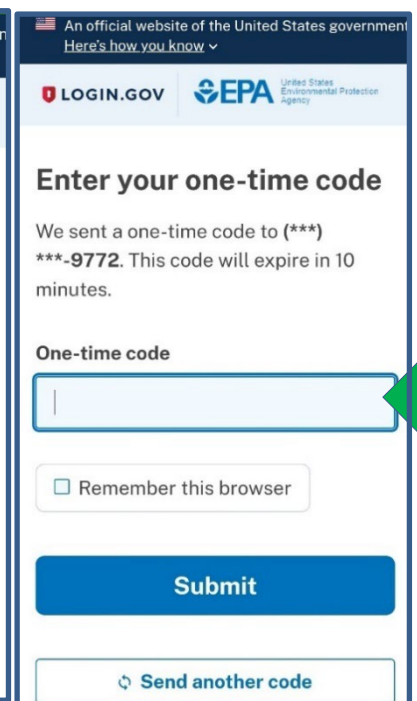 An official website of the United States government
Here's how you know
LOGIN.GOV
EPA
United States
Environmental Protection
Agency
Enter your one-time code
We sent a one-time code to (***)
***-9772. This code will expire in 10
minutes.
One-time code
Remember this browser
Submit
Send another code